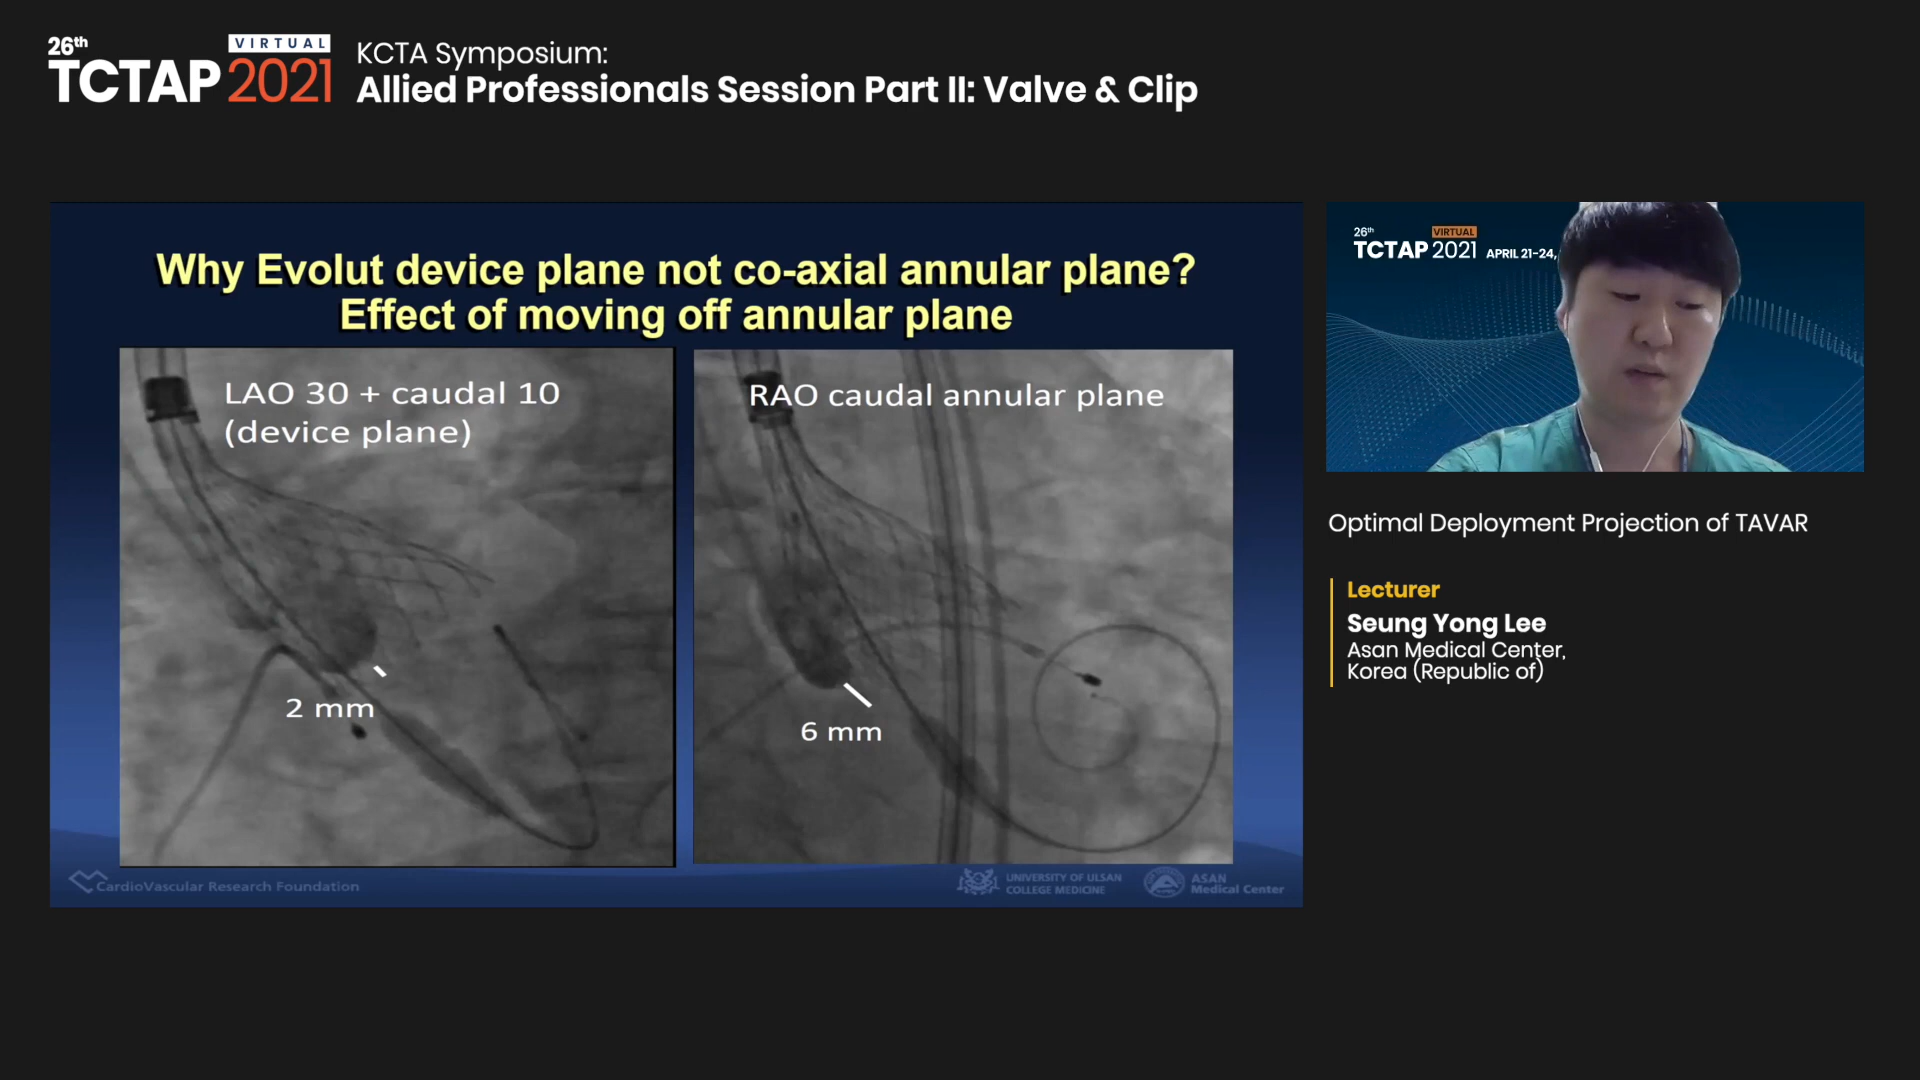 26th
VIRTUAL
TCTAP 2021
KCTA Symposium:
Allied Professionals Session Part II: Valve & Clip
Why Evolut device plane not co-axial annular plane?
Effect of moving off annular plane
LAO 30 + caudal 10
(device plane)
2 mm
RAO caudal annular plane
6 mm
CardioVascular Research Foundation
UNIVERSITY OF ULSAN
COLLEGE MEDICINE
ASAN
Medical Center
26th
VIRTUAL
TCTAP 2021 APRIL 21-24,
Optimal Deployment Projection of TAVAR
Lecturer
Seung Yong Lee
Asan Medical Center,
Korea (Republic of)